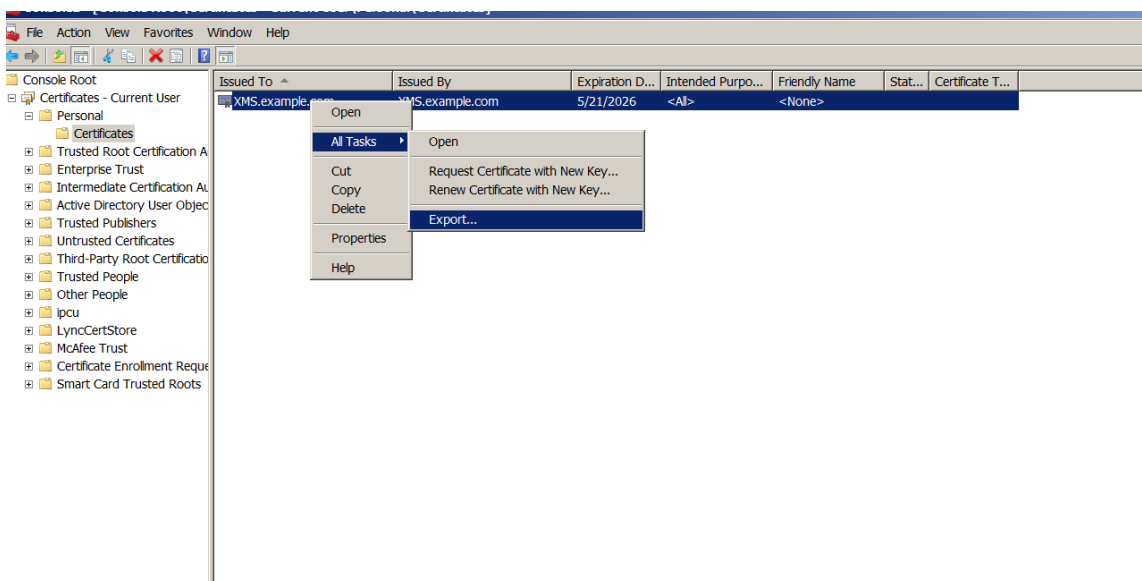 File Action View Favorites Window Help
Console Root
Certificates - Current User
Personal
Certificates
Trusted Root Certification A
Enterprise Trust
Intermediate Certification Au
Active Directory User Objec
Trusted Publishers
Untrusted Certificates
Third-Party Root Certificatio
Trusted People
Other People
ipcu
LyncCertStore
McAfee Trust
Certificate Enrollment Reque
Smart Card Trusted Roots
Issued To Issued By Expiration D... Intended Purpo... Friendly Name Stat... Certificate T...
XMS.example.com XMS.example.com 5/21/2026 <All> <None>
Open
All Tasks
Cut
Copy
Delete
Properties
Help
Open
Request Certificate with New Key...
Renew Certificate with New Key...
Export...